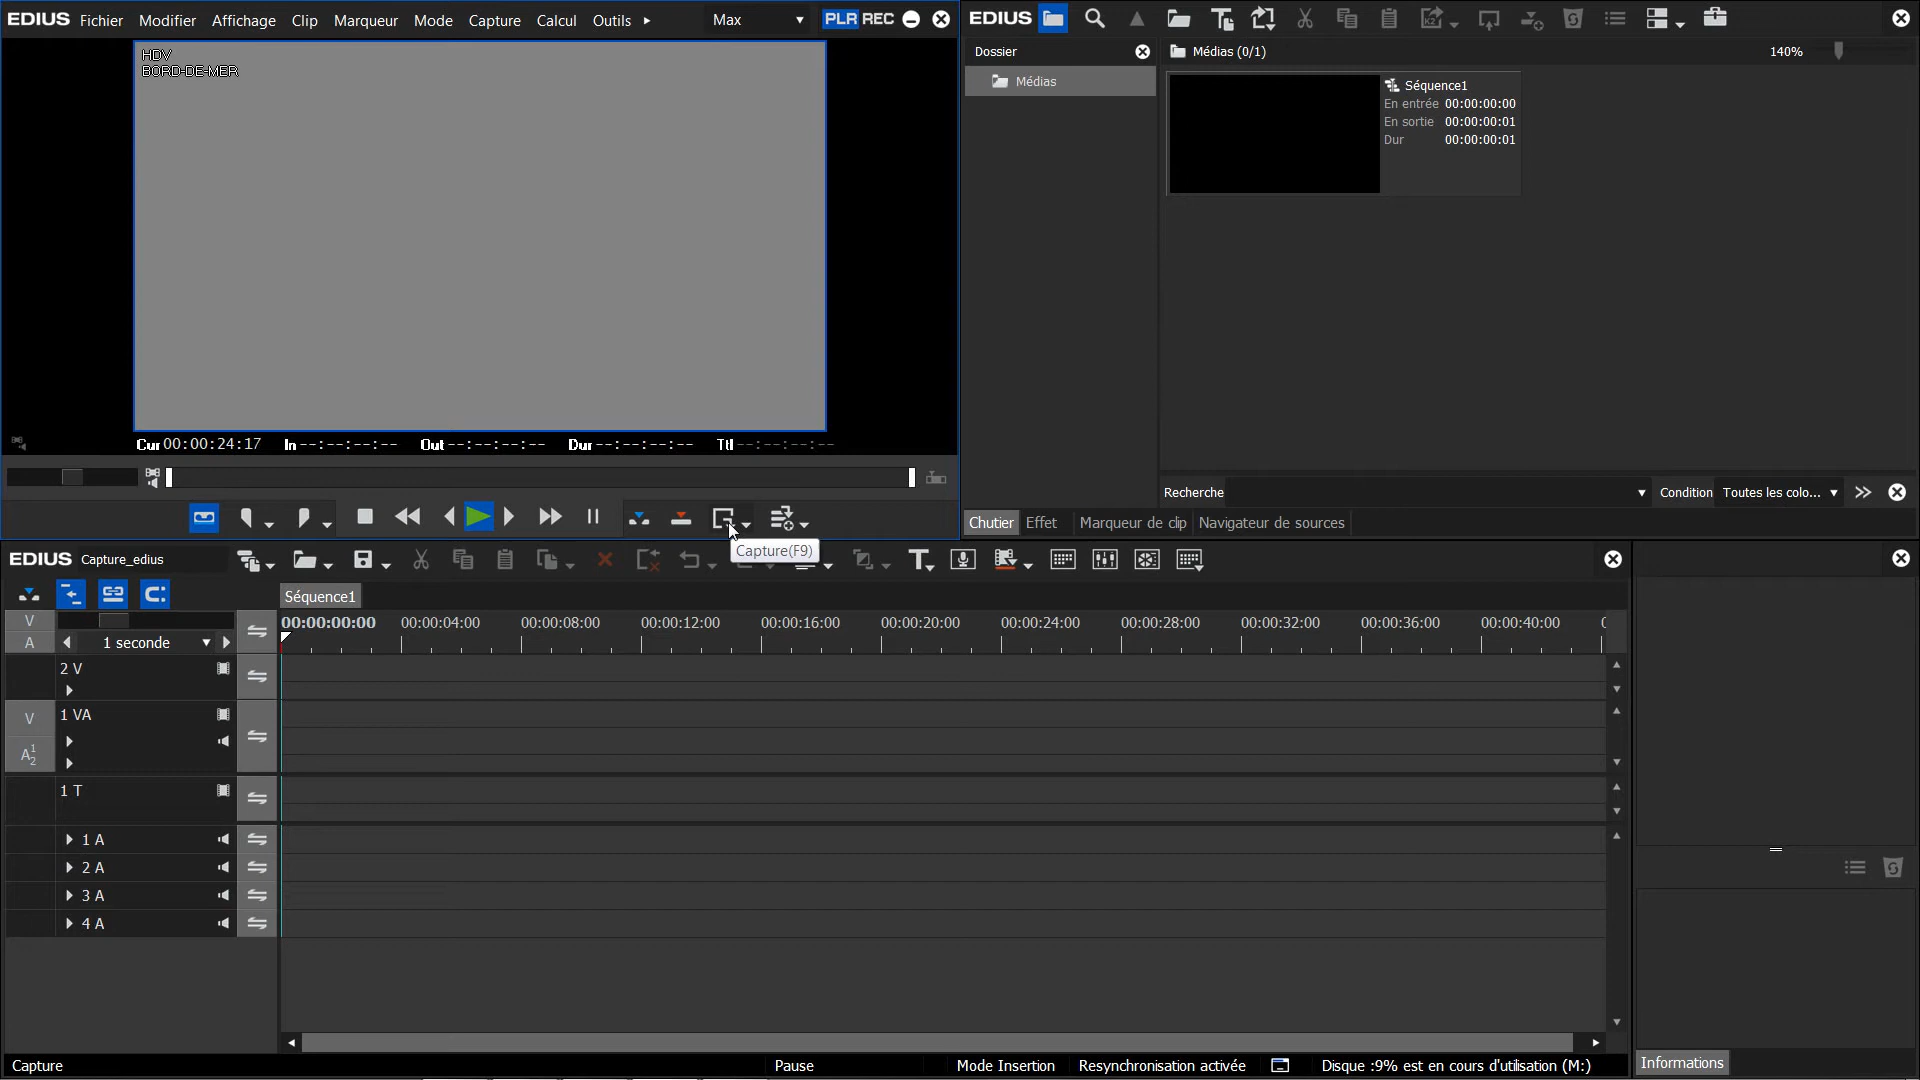 EDIUS Fichier Modifier Affichage Clip Marqueur Mode Capture Calcul Outils Max PLR REC
HDV
BORD-DE-MER
Cur 00:00:24:17 In --:--:--:-- Out --:--:--:-- Dur --:--:--:-- Ttl --:--:--:--
Capture(F9)
EDIUS
Dossier
Médias
Médias (0/1)
140%
Séquence1
En entrée 00:00:00:00
En sortie 00:00:00:01
Dur 00:00:00:01
Recherche Condition Toutes les colo...
Chutier Effet Marqueur de clip Navigateur de sources
EDIUS Capture_edius
Séquence1
V
A
1 seconde
00:00:00:00 00:00:04:00 00:00:08:00 00:00:12:00 00:00:16:00 00:00:20:00 00:00:24:00 00:00:28:00 00:00:32:00 00:00:36:00 00:00:40:00
2 V
V 1 VA
A 1 2
1 T
1 A
2 A
3 A
4 A
Informations
Capture Pause Mode Insertion Resynchronisation activée Disque :9% est en cours d'utilisation (M:)